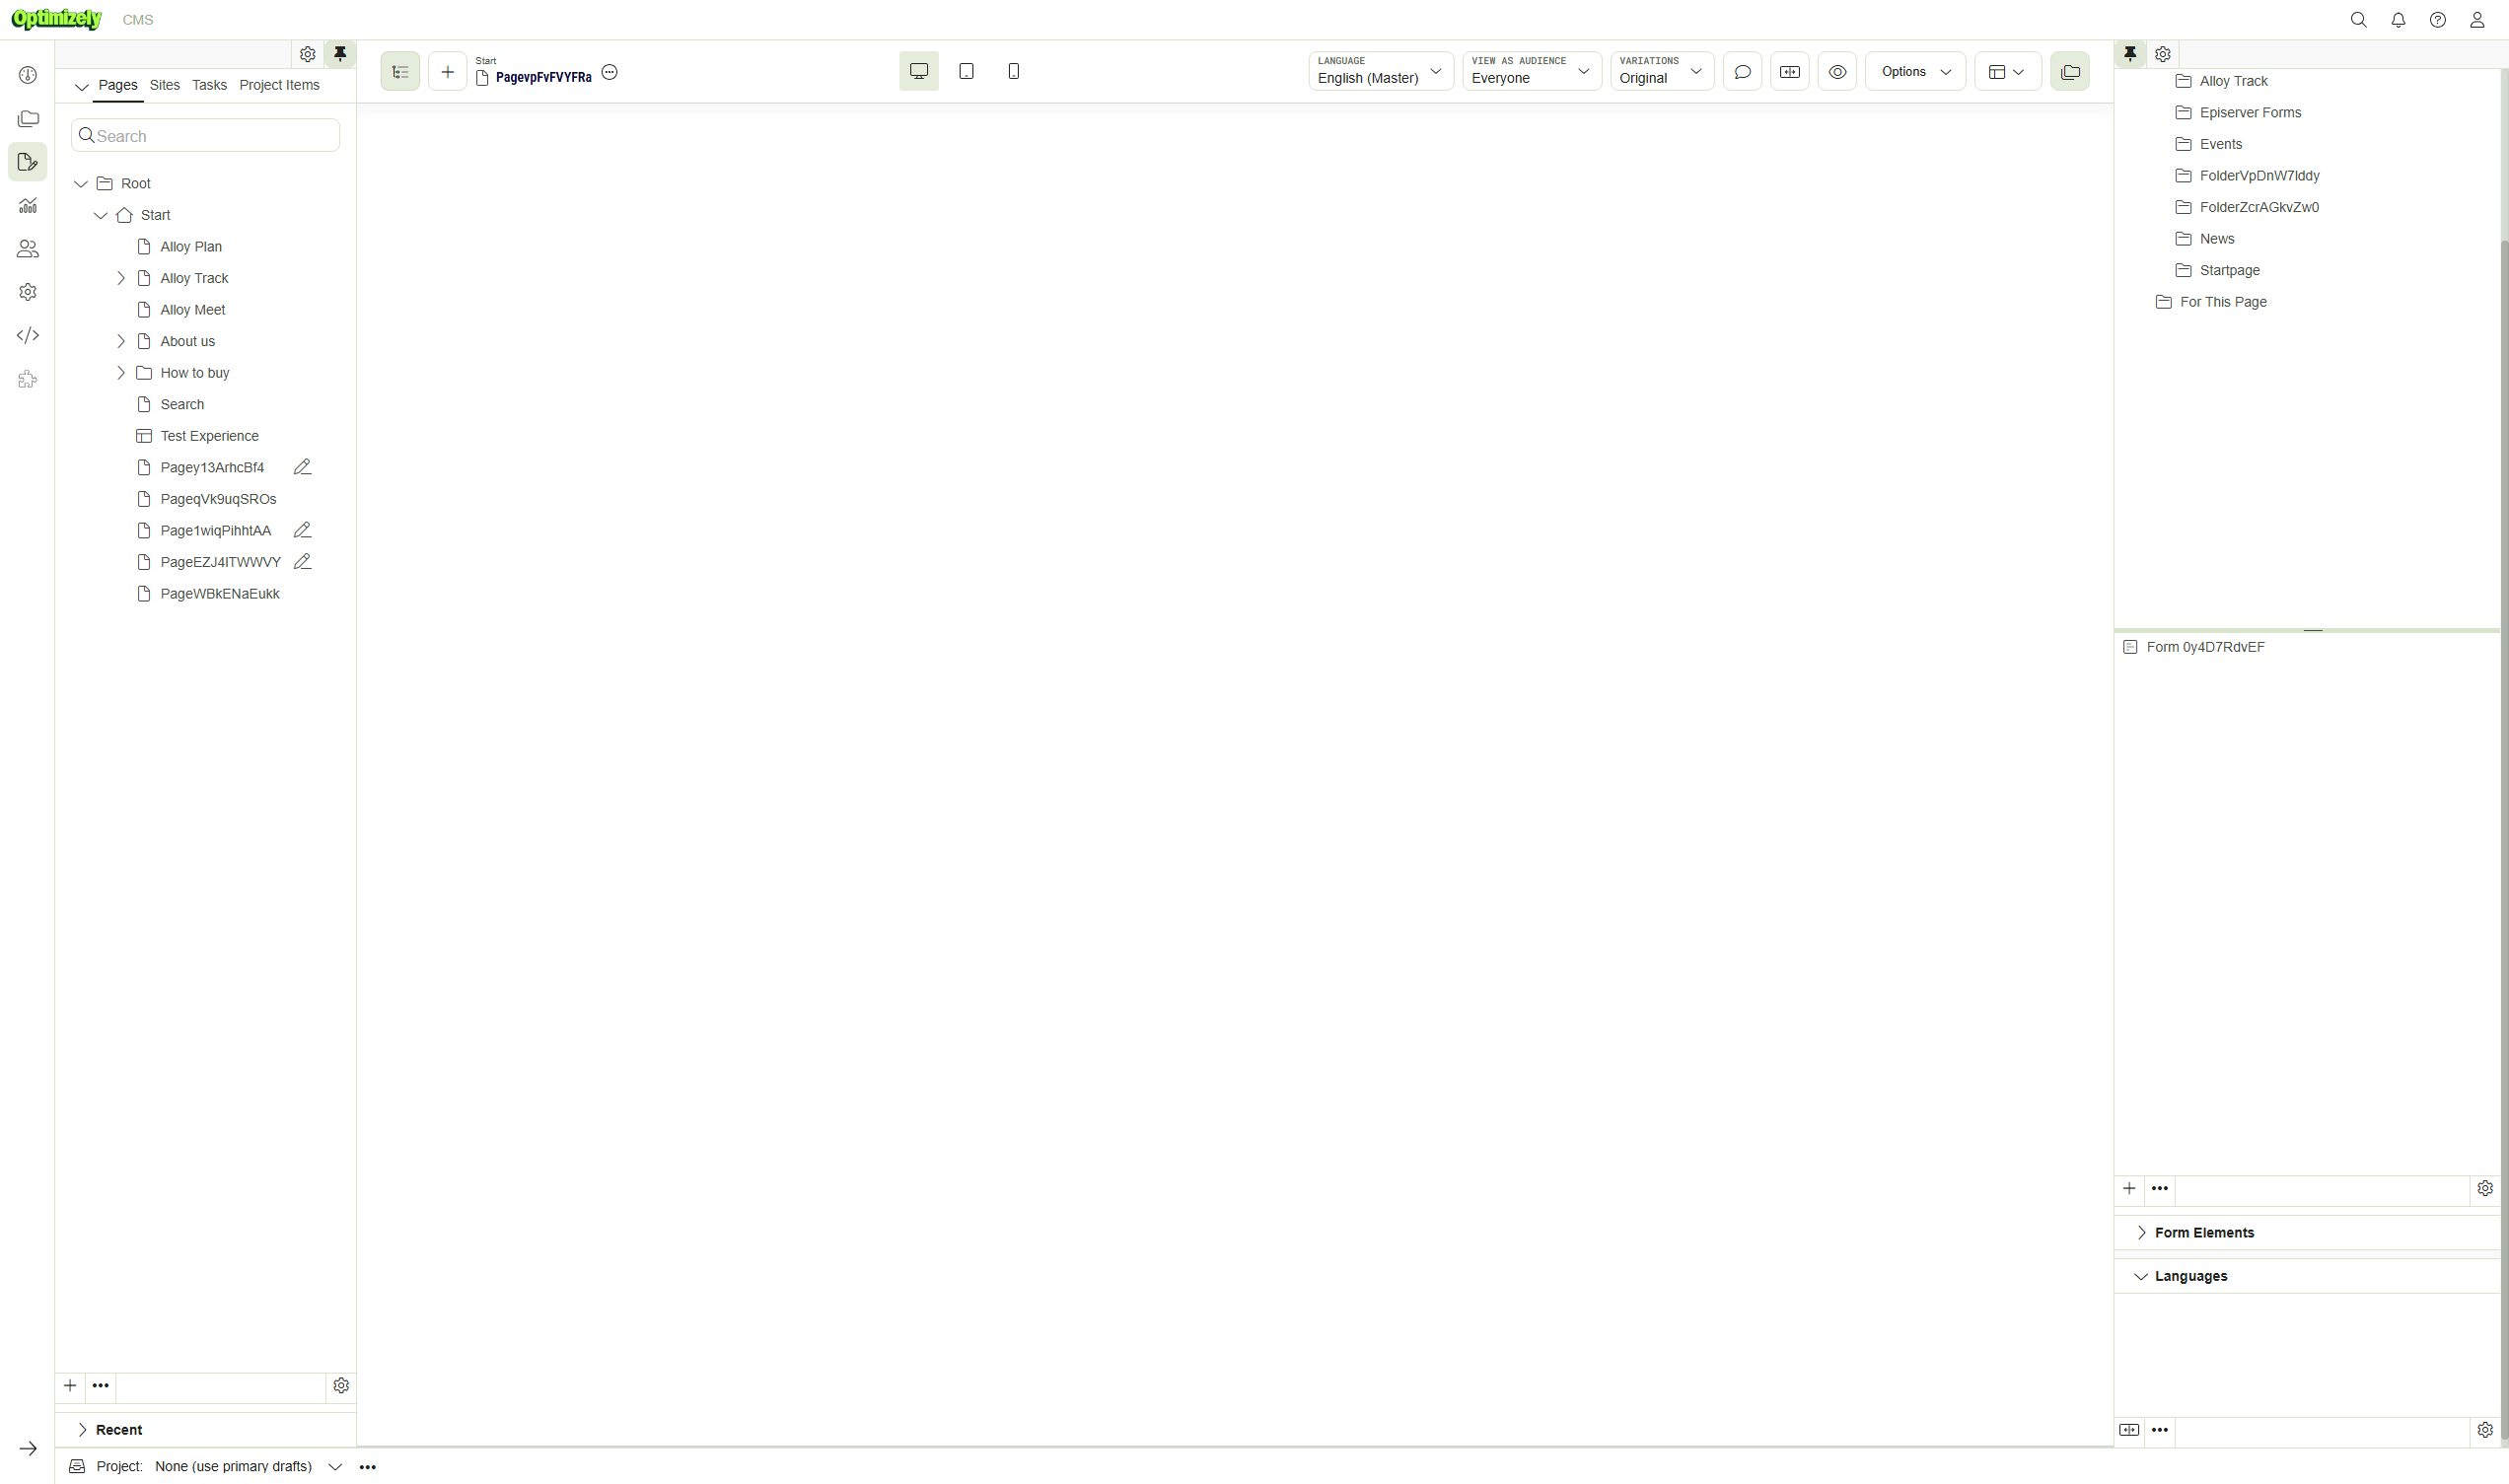 Optimizely CMS
Pages Sites Tasks Project Items
Search
Root
Start
Alloy Plan
Alloy Track
Alloy Meet
About us
How to buy
Search
Test Experience
Pagey13ArhcBf4
PageqVk9uqSROs
Page1wiqPihhtAA
PageEZJ4ITWWVY
PageWBkENaEukk
Recent
Project: None (use primary drafts)
Start
PagevpFvFVYFRa
LANGUAGE
English (Master)
VIEW AS AUDIENCE
Everyone
VARIATIONS
Original
Options
Alloy Track
Episerver Forms
Events
FolderVpDnW7Iddy
FolderZcrAGkvZw0
News
Startpage
For This Page
Form 0y4D7RdvEF
Form Elements
Languages